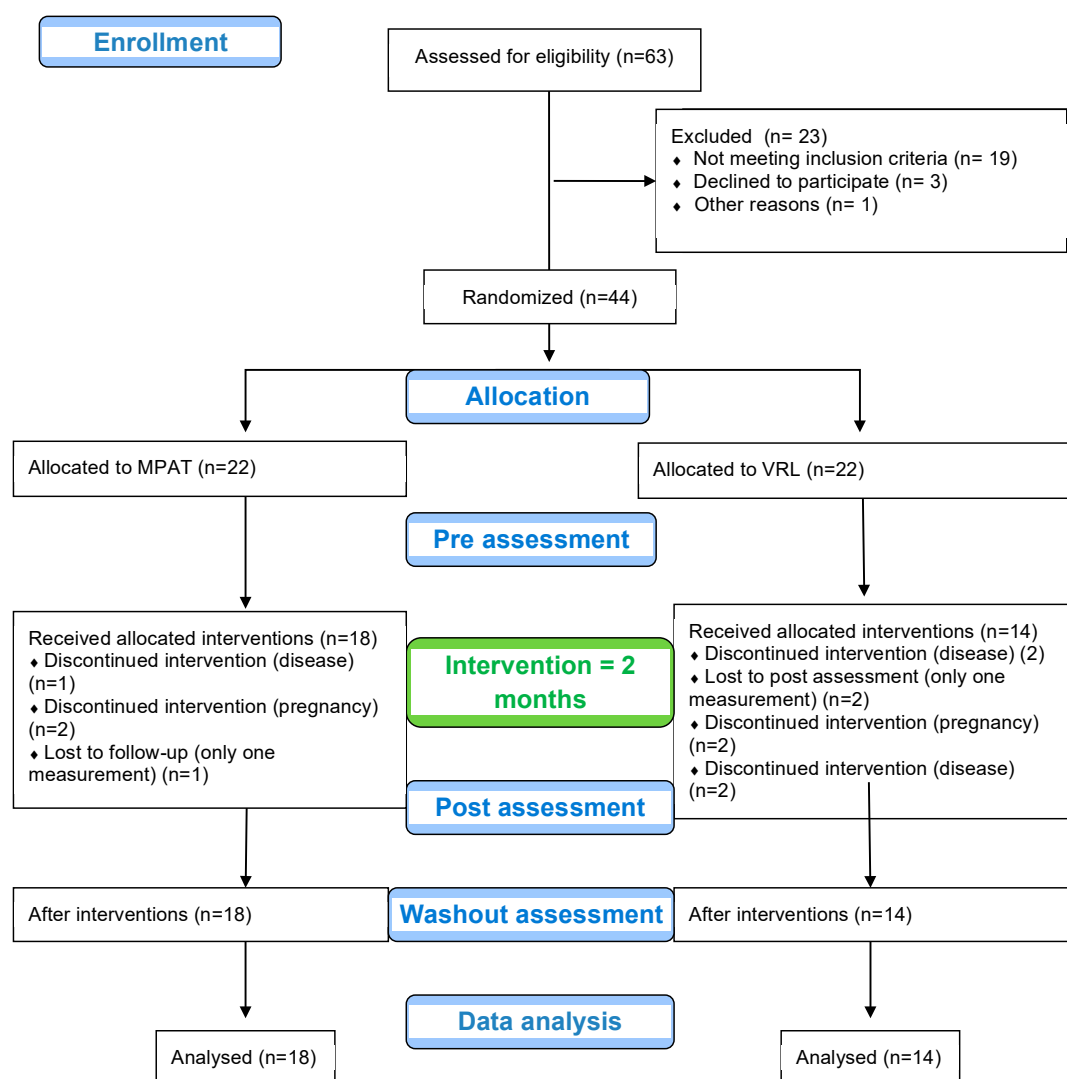 Enrollment
Assessed for eligibility (n=63)
Excluded (n= 23)
♦ Not meeting inclusion criteria (n= 19)
♦ Declined to participate (n= 3)
♦ Other reasons (n= 1)
Randomized (n=44)
Allocation
Allocated to MPAT (n=22)
Allocated to VRL (n=22)
Pre assessment
Received allocated interventions (n=18)
♦ Discontinued intervention (disease)
(n=1)
♦ Discontinued intervention (pregnancy)
(n=2)
♦ Lost to follow-up (only one
measurement) (n=1)
Intervention = 2
months
Received allocated interventions (n=14)
♦ Discontinued intervention (disease) (2)
♦ Lost to post assessment (only one
measurement) (n=2)
♦ Discontinued intervention (pregnancy)
(n=2)
♦ Discontinued intervention (disease)
(n=2)
Post assessment
After interventions (n=18)
Washout assessment
After interventions (n=14)
Data analysis
Analysed (n=18)
Analysed (n=14)